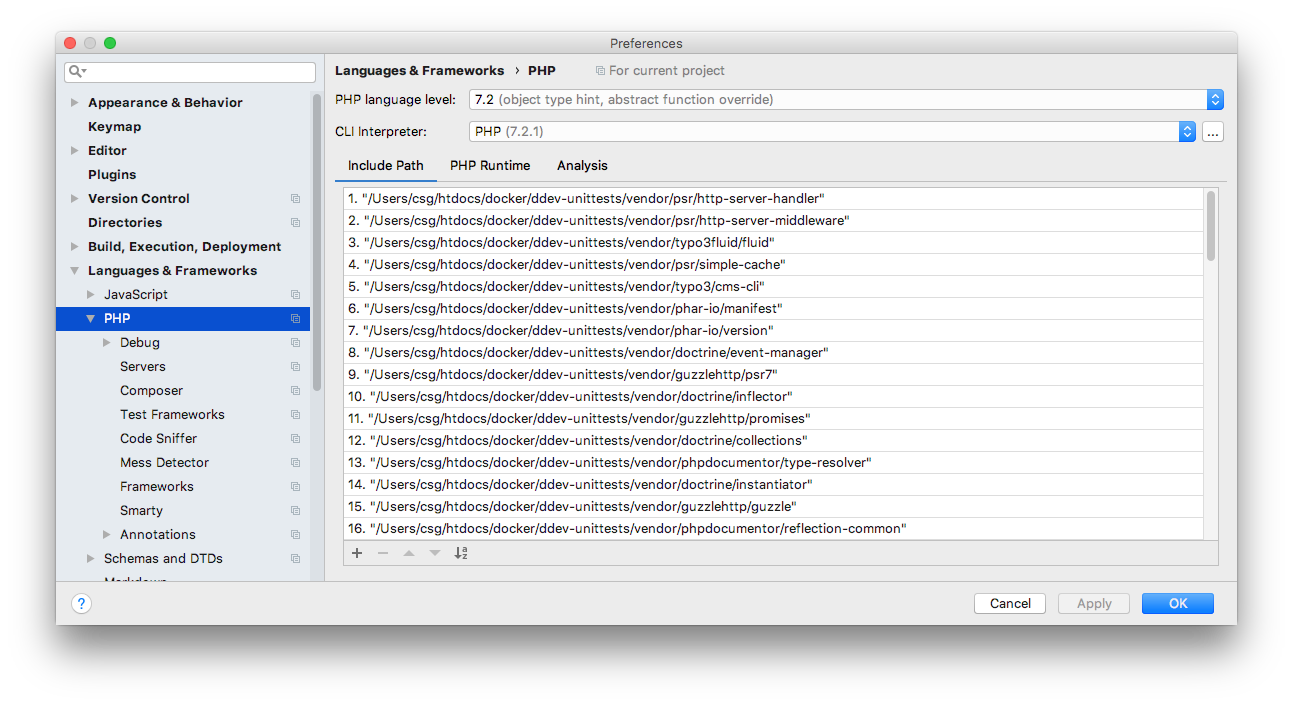 Preferences
Appearance & Behavior
Keymap
Editor
Plugins
Version Control
Directories
Build, Execution, Deployment
Languages & Frameworks
JavaScript
PHP
Debug
Servers
Composer
Test Frameworks
Code Sniffer
Mess Detector
Frameworks
Smarty
Annotations
Schemas and DTDs
Markdown
Languages & Frameworks › PHP For current project
PHP language level: 7.2 (object type hint, abstract function override)
CLI Interpreter: PHP (7.2.1) ...
Include Path PHP Runtime Analysis
1. "/Users/csg/htdocs/docker/ddev-unittests/vendor/psr/http-server-handler"
2. "/Users/csg/htdocs/docker/ddev-unittests/vendor/psr/http-server-middleware"
3. "/Users/csg/htdocs/docker/ddev-unittests/vendor/typo3fluid/fluid"
4. "/Users/csg/htdocs/docker/ddev-unittests/vendor/psr/simple-cache"
5. "/Users/csg/htdocs/docker/ddev-unittests/vendor/typo3/cms-cli"
6. "/Users/csg/htdocs/docker/ddev-unittests/vendor/phar-io/manifest"
7. "/Users/csg/htdocs/docker/ddev-unittests/vendor/phar-io/version"
8. "/Users/csg/htdocs/docker/ddev-unittests/vendor/doctrine/event-manager"
9. "/Users/csg/htdocs/docker/ddev-unittests/vendor/guzzlehttp/psr7"
10. "/Users/csg/htdocs/docker/ddev-unittests/vendor/doctrine/inflector"
11. "/Users/csg/htdocs/docker/ddev-unittests/vendor/guzzlehttp/promises"
12. "/Users/csg/htdocs/docker/ddev-unittests/vendor/doctrine/collections"
13. "/Users/csg/htdocs/docker/ddev-unittests/vendor/phpdocumentor/type-resolver"
14. "/Users/csg/htdocs/docker/ddev-unittests/vendor/doctrine/instantiator"
15. "/Users/csg/htdocs/docker/ddev-unittests/vendor/guzzlehttp/guzzle"
16. "/Users/csg/htdocs/docker/ddev-unittests/vendor/phpdocumentor/reflection-common"
? Cancel Apply OK